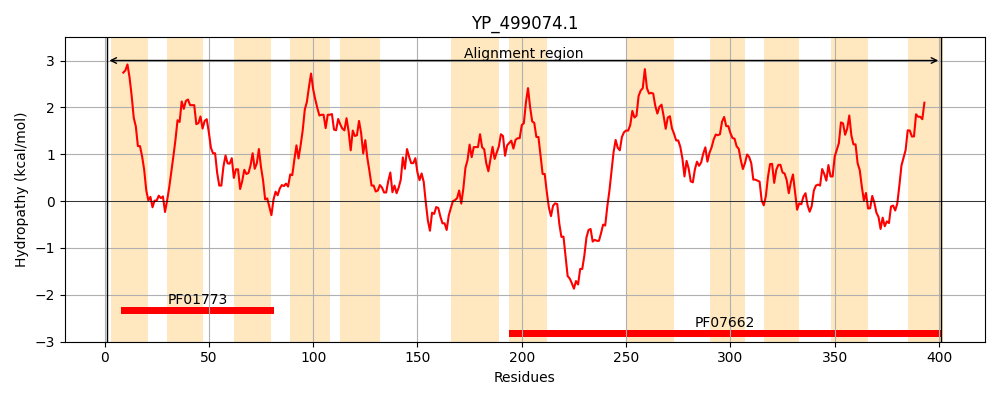 YP_499074.1
Alignment region
3
2
1
0
−1
−2
−3
Hydropathy (kcal/mol)
PF01773
PF07662
0 50 100 150 200 250 300 350 400
Residues